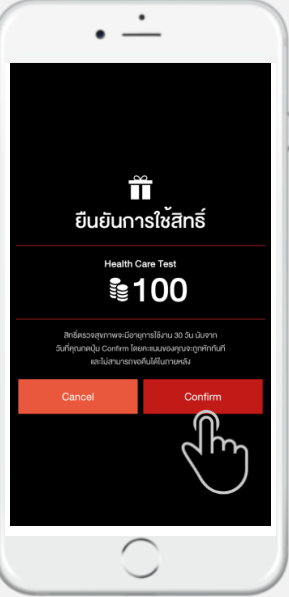 ยืนยันการใช้สิทธิ์
Health Care Test
100
สิทธิ์ตรวจสุขภาพจะมีอายุการใช้งาน 30 วัน นับจาก
วันที่คุณกดปุ่ม Confirm โดยคะแนนของคุณจะถูกหักทันที
และไม่สามารถขอคืนได้ในภายหลัง
Cancel
Confirm